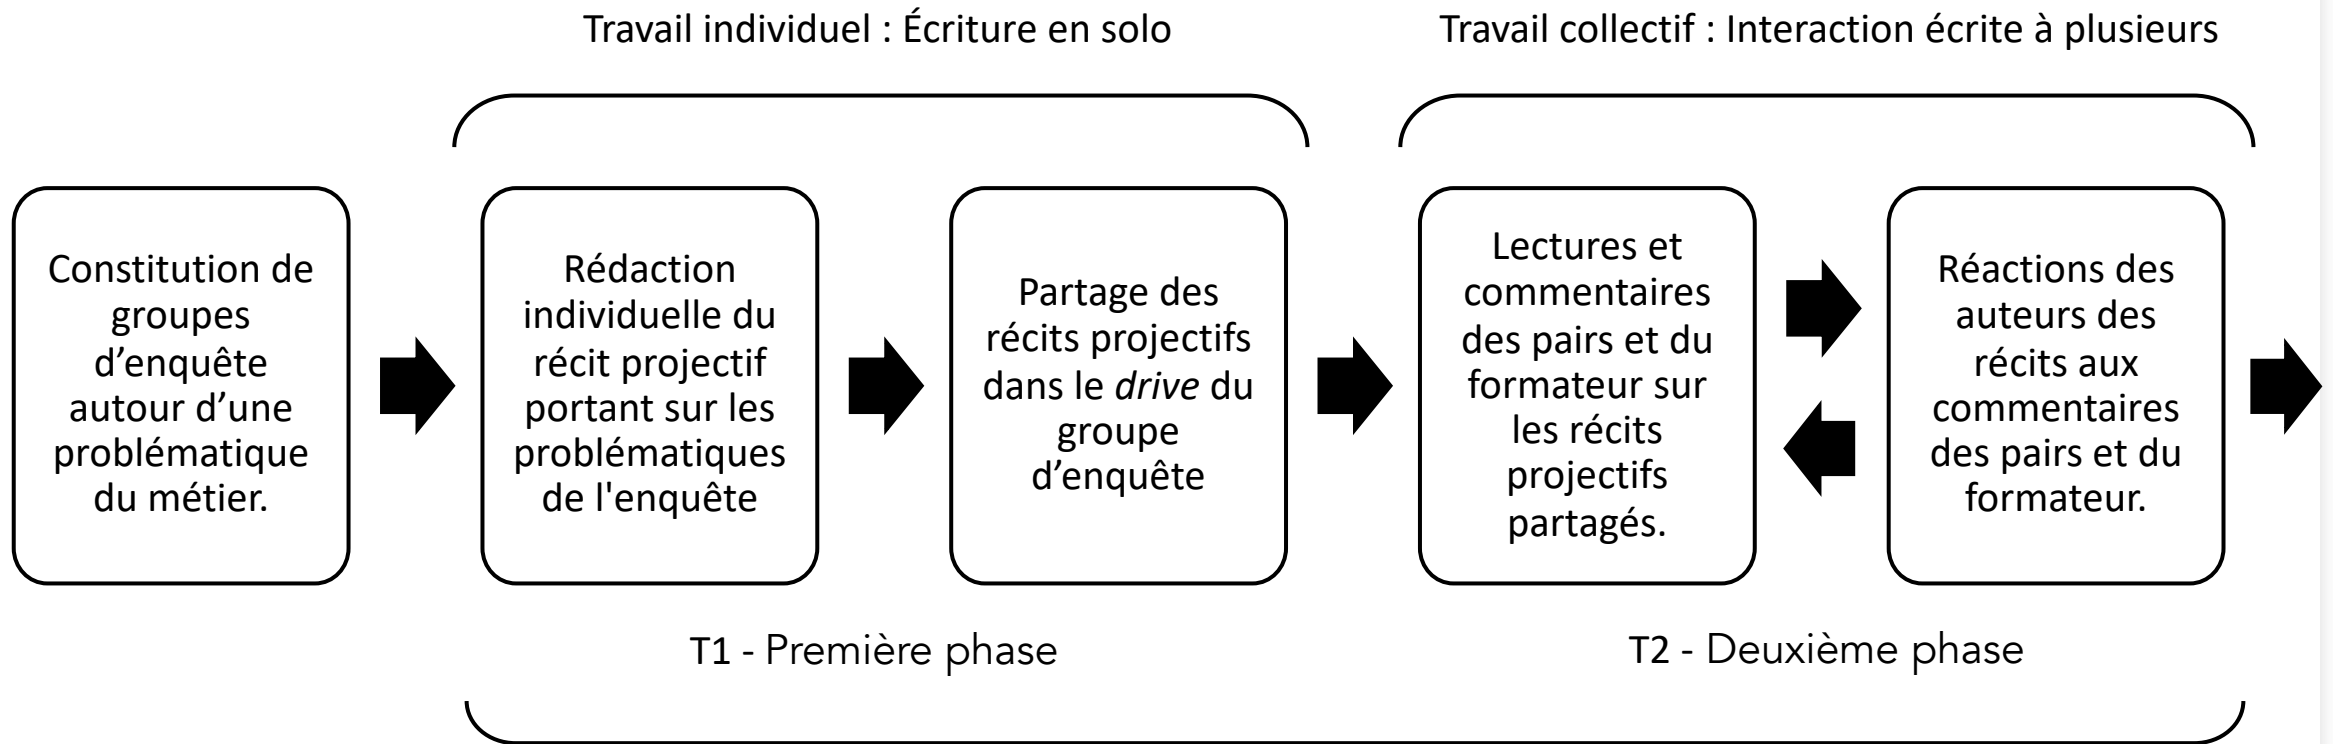 Travail individuel : Écriture en solo
Travail collectif : Interaction écrite à plusieurs
Constitution de
groupes
d’enquête
autour d’une
problématique
du métier.
Rédaction
individuelle du
récit projectif
portant sur les
problématiques
de l'enquête
Partage des
récits projectifs
dans le drive du
groupe
d’enquête
Lectures et
commentaires
des pairs et du
formateur sur
les récits
projectifs
partagés.
Réactions des
auteurs des
récits aux
commentaires
des pairs et du
formateur.
T1 - Première phase
T2 - Deuxième phase